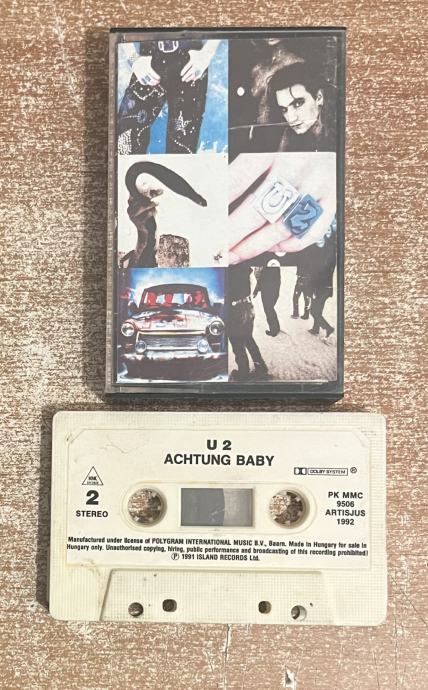 U 2
U 2
ACHTUNG BABY
DOLBY SYSTEM ®
MMC
2
STEREO
PK MMC
9506
ARTISJUS
1992
Manufactured under license of POLYGRAM INTERNATIONAL MUSIC B.V., Baarn. Made in Hungary for sale in
Hungary only. Unauthorised copying, hiring, public performance and broadcasting of this recording prohibited!
Ⓟ 1991 ISLAND RECORDS Ltd.